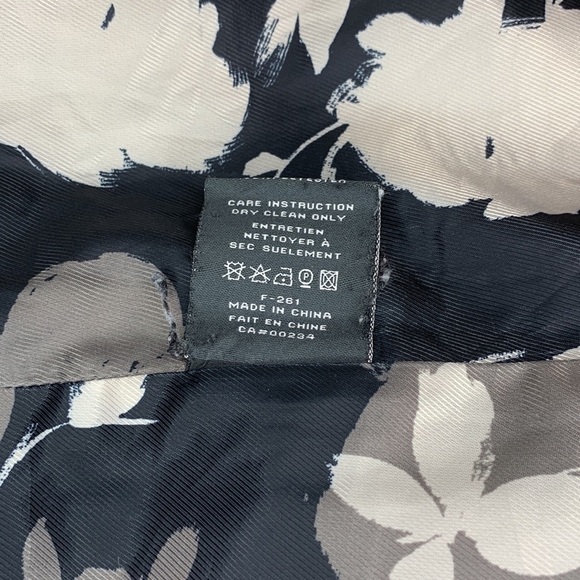 CARE INSTRUCTION
DRY CLEAN ONLY
ENTRETIEN
NETTOYER À
SEC SUELEMENT
P
F-261
MADE IN CHINA
FAIT EN CHINE
CA#00234